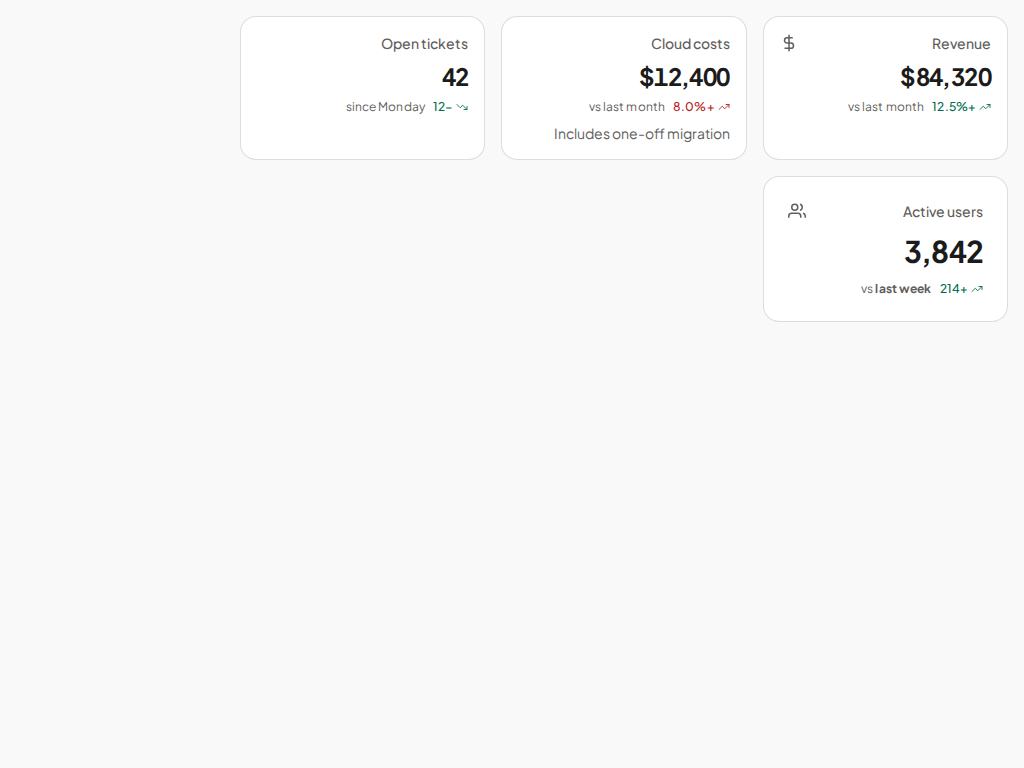 Revenue
$84,320
12.5%+ vs last month
Cloud costs
$12,400
8.0%+ vs last month
Includes one-off migration
Open tickets
42
12- since Monday
Active users
3,842
214+ vs last week